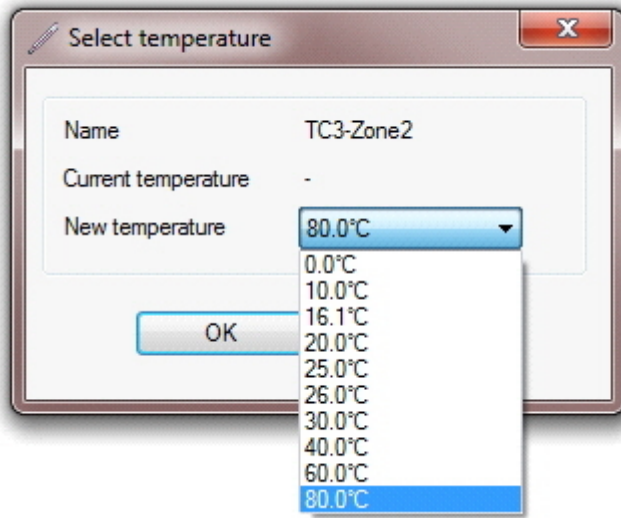 Select temperature
Name TC3-Zone2
Current temperature -
New temperature 80.0°C
0.0°C
10.0°C
16.1°C
20.0°C
OK
25.0°C
26.0°C
30.0°C
40.0°C
60.0°C
80.0°C